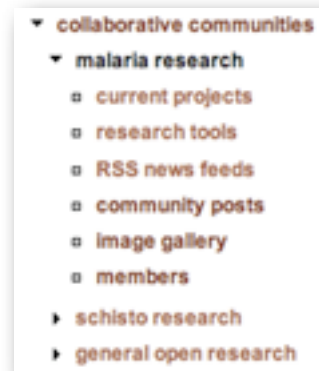 collaborative communities
malaria research
current projects
research tools
RSS news feeds
community posts
image gallery
members
schisto research
general open research